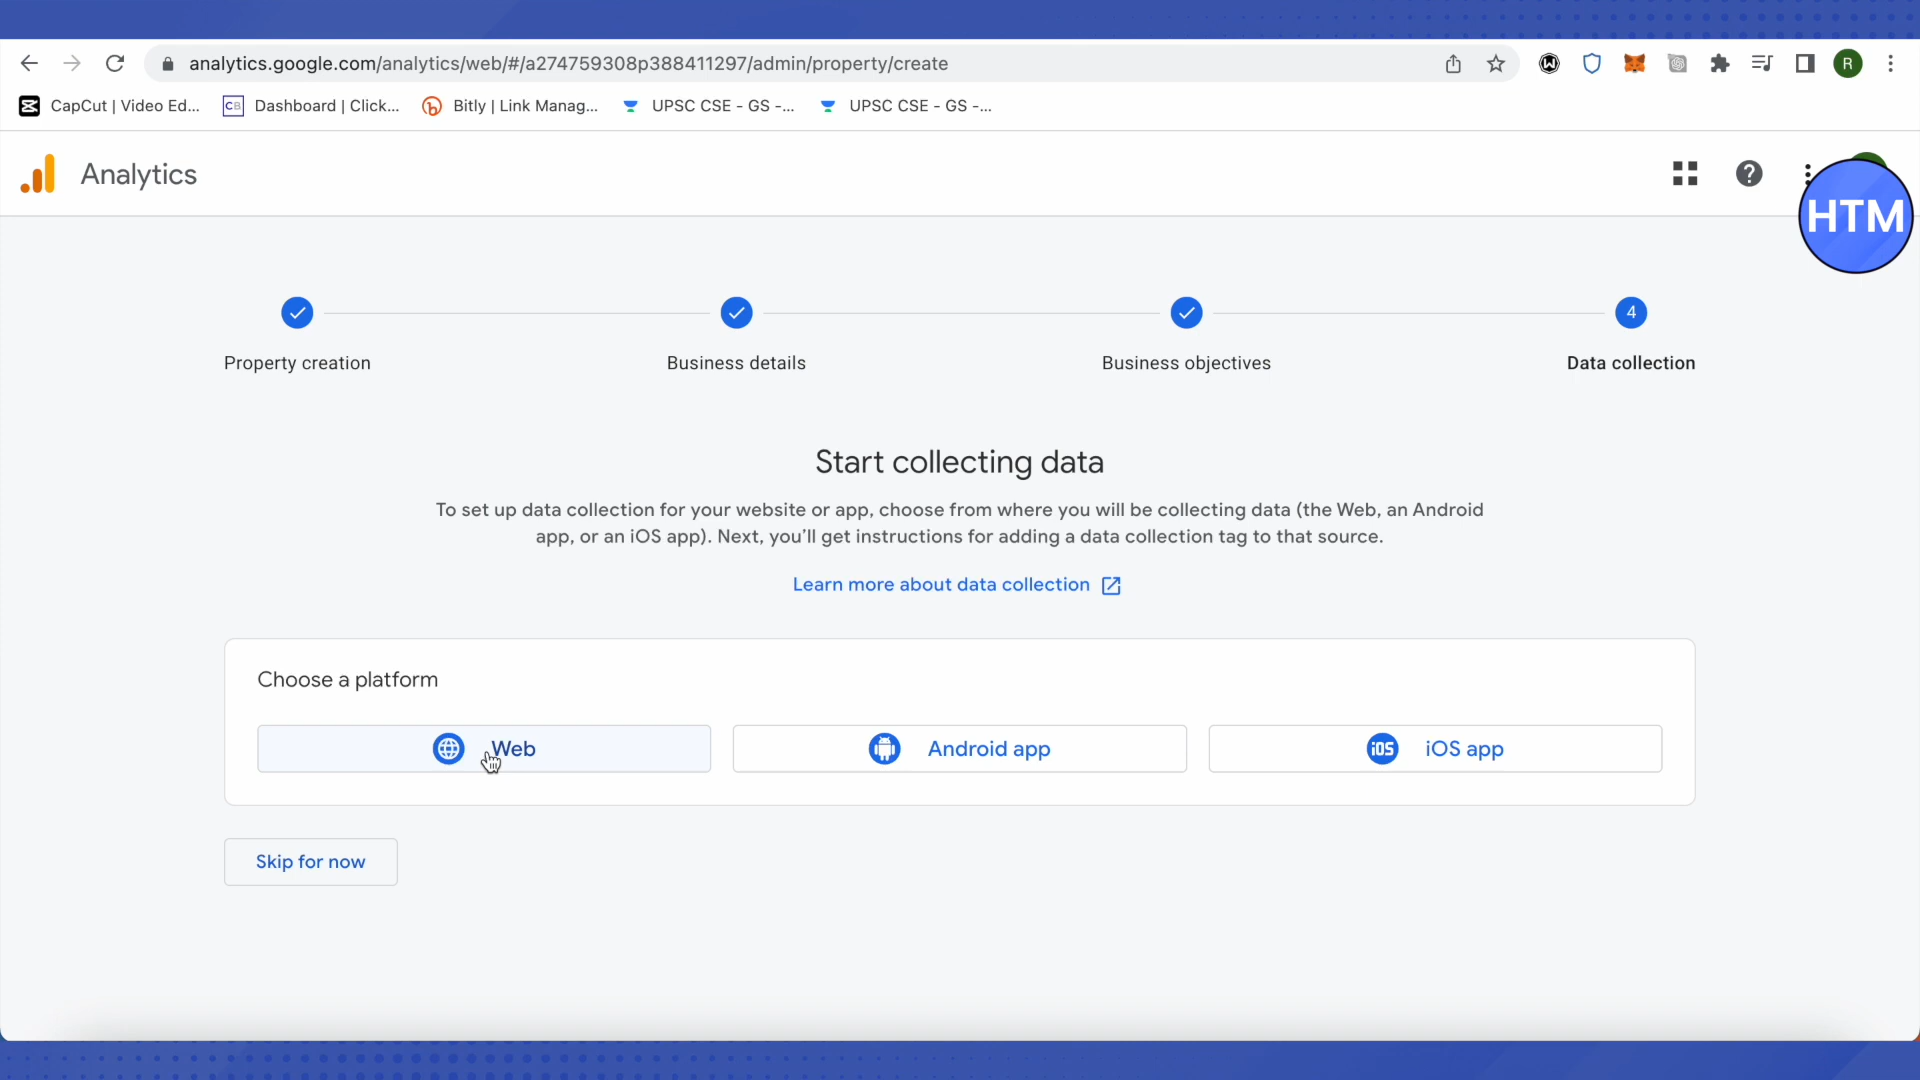 analytics.google.com/analytics/web/#/a274759308p388411297/admin/property/create
R
CapCut | Video Ed...
CB
Dashboard | Click...
Bitly | Link Manag...
UPSC CSE - GS -...
UPSC CSE - GS -...
Analytics
HTM
4
Property creation
Business details
Business objectives
Data collection
Start collecting data
To set up data collection for your website or app, choose from where you will be collecting data (the Web, an Android
app, or an iOS app). Next, you’ll get instructions for adding a data collection tag to that source.
Learn more about data collection
Choose a platform
Web
Android app
iOS
iOS app
Skip for now